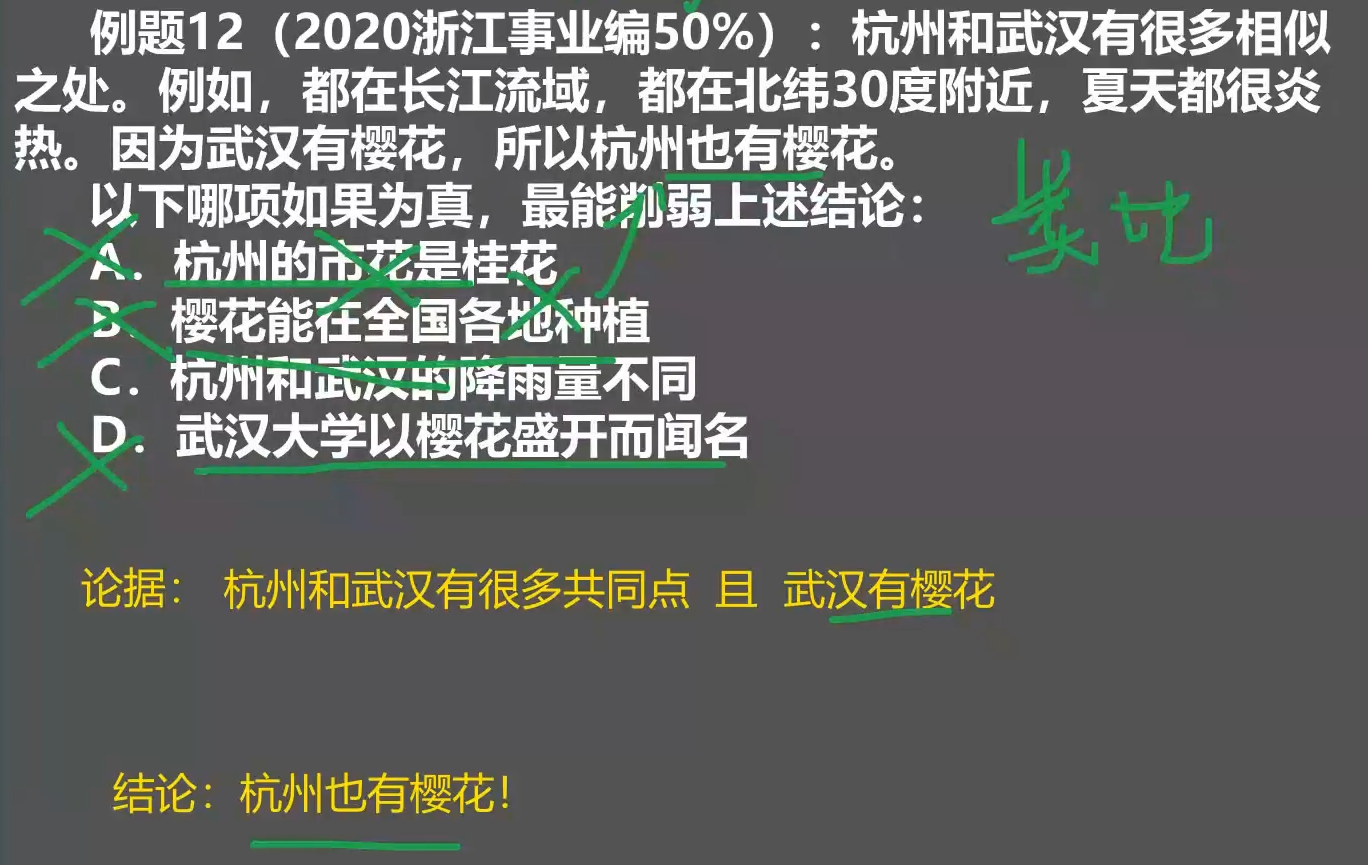 例题12（2020浙江事业编50%）：杭州和武汉有很多相似
之处。例如，都在长江流域，都在北纬30度附近，夏天都很炎
热。因为武汉有樱花，所以杭州也有樱花。
以下哪项如果为真，最能削弱上述结论：
类比
A．杭州的市花是桂花
B．樱花能在全国各地种植
C．杭州和武汉的降雨量不同
D．武汉大学以樱花盛开而闻名
论据： 杭州和武汉有很多共同点 且 武汉有樱花
结论：杭州也有樱花！